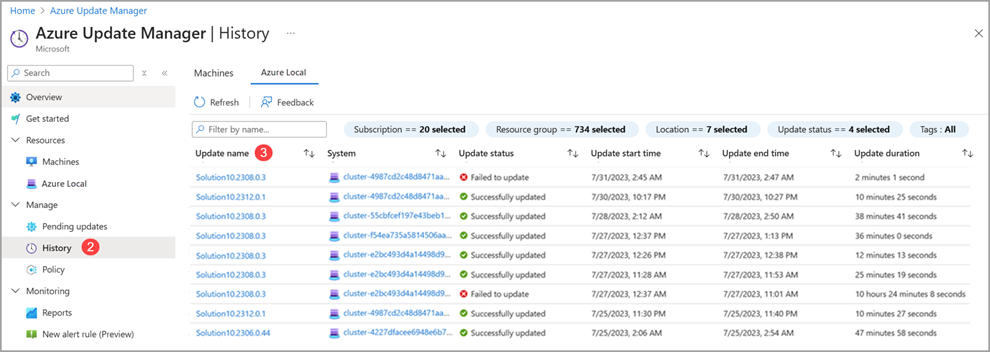 Home > Azure Update Manager
Azure Update Manager | History ...
Microsoft
Search
Overview
Get started
Resources
Machines
Azure Local
Manage
Pending updates
History 2
Policy
Monitoring
Reports
New alert rule (Preview)
Machines Azure Local
Refresh Feedback
Filter by name... Subscription == 20 selected Resource group == 734 selected Location == 7 selected Update status == 4 selected Tags : All
Update name 3 System Update status Update start time Update end time Update duration
Solution10.2308.0.3 cluster-4987cd2c48d8471aa... Failed to update 7/31/2023, 2:45 AM 7/31/2023, 2:47 AM 2 minutes 1 second
Solution10.2312.0.1 cluster-4987cd2c48d8471aa... Successfully updated 7/30/2023, 10:17 PM 7/30/2023, 10:27 PM 10 minutes 25 seconds
Solution10.2308.0.3 cluster-55cbfcef197e43beb1... Successfully updated 7/28/2023, 2:12 AM 7/28/2023, 2:50 AM 38 minutes 41 seconds
Solution10.2308.0.3 cluster-f54ea735a5814506aa... Successfully updated 7/27/2023, 12:37 PM 7/27/2023, 1:13 PM 36 minutes 0 seconds
Solution10.2308.0.3 cluster-e2bc493d4a14498d9... Successfully updated 7/27/2023, 12:26 PM 7/27/2023, 12:38 PM 12 minutes 13 seconds
Solution10.2308.0.3 cluster-e2bc493d4a14498d9... Successfully updated 7/27/2023, 11:28 AM 7/27/2023, 11:53 AM 25 minutes 19 seconds
Solution10.2308.0.3 cluster-e2bc493d4a14498d9... Failed to update 7/27/2023, 12:37 AM 7/27/2023, 11:01 AM 10 hours 24 minutes 8 seconds
Solution10.2312.0.1 cluster-4987cd2c48d8471aa... Successfully updated 7/25/2023, 11:30 PM 7/25/2023, 11:40 PM 10 minutes 27 seconds
Solution10.2306.0.44 cluster-4227dfacee6948e6b7... Successfully updated 7/25/2023, 2:06 AM 7/25/2023, 2:54 AM 47 minutes 58 seconds